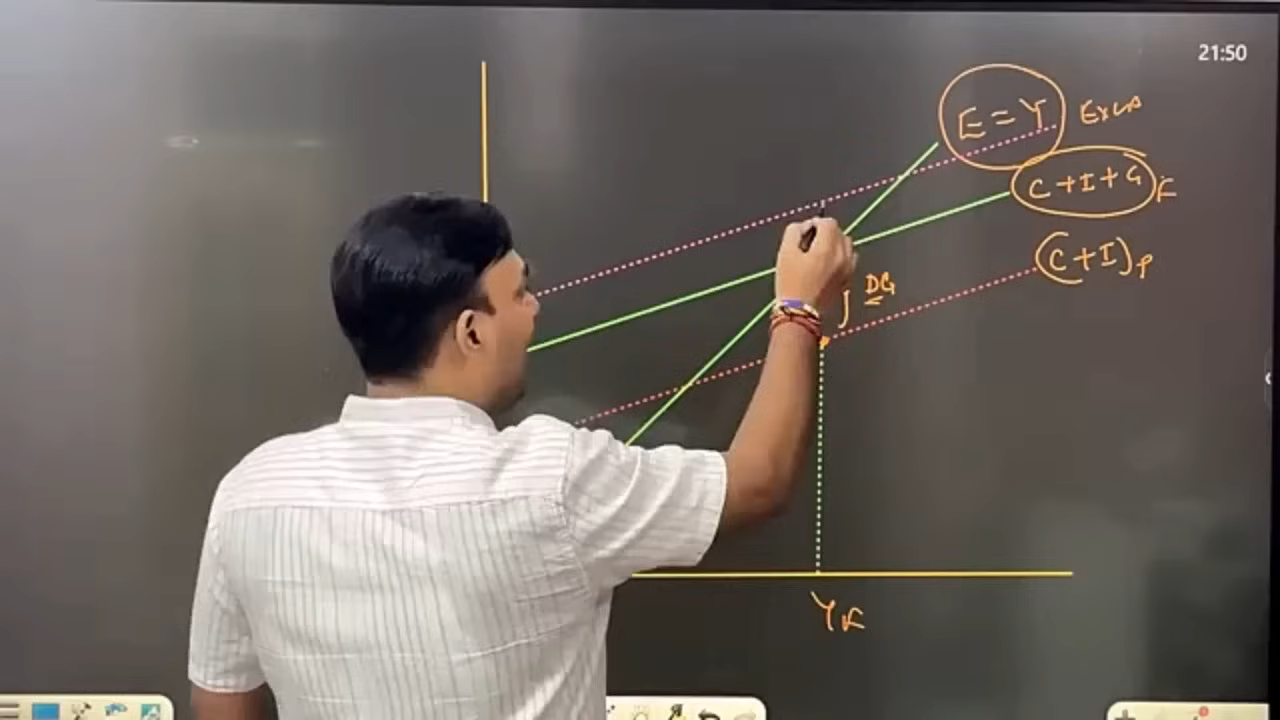 21:50
E = Y
C + I + G
(C + I)P
DG
YF